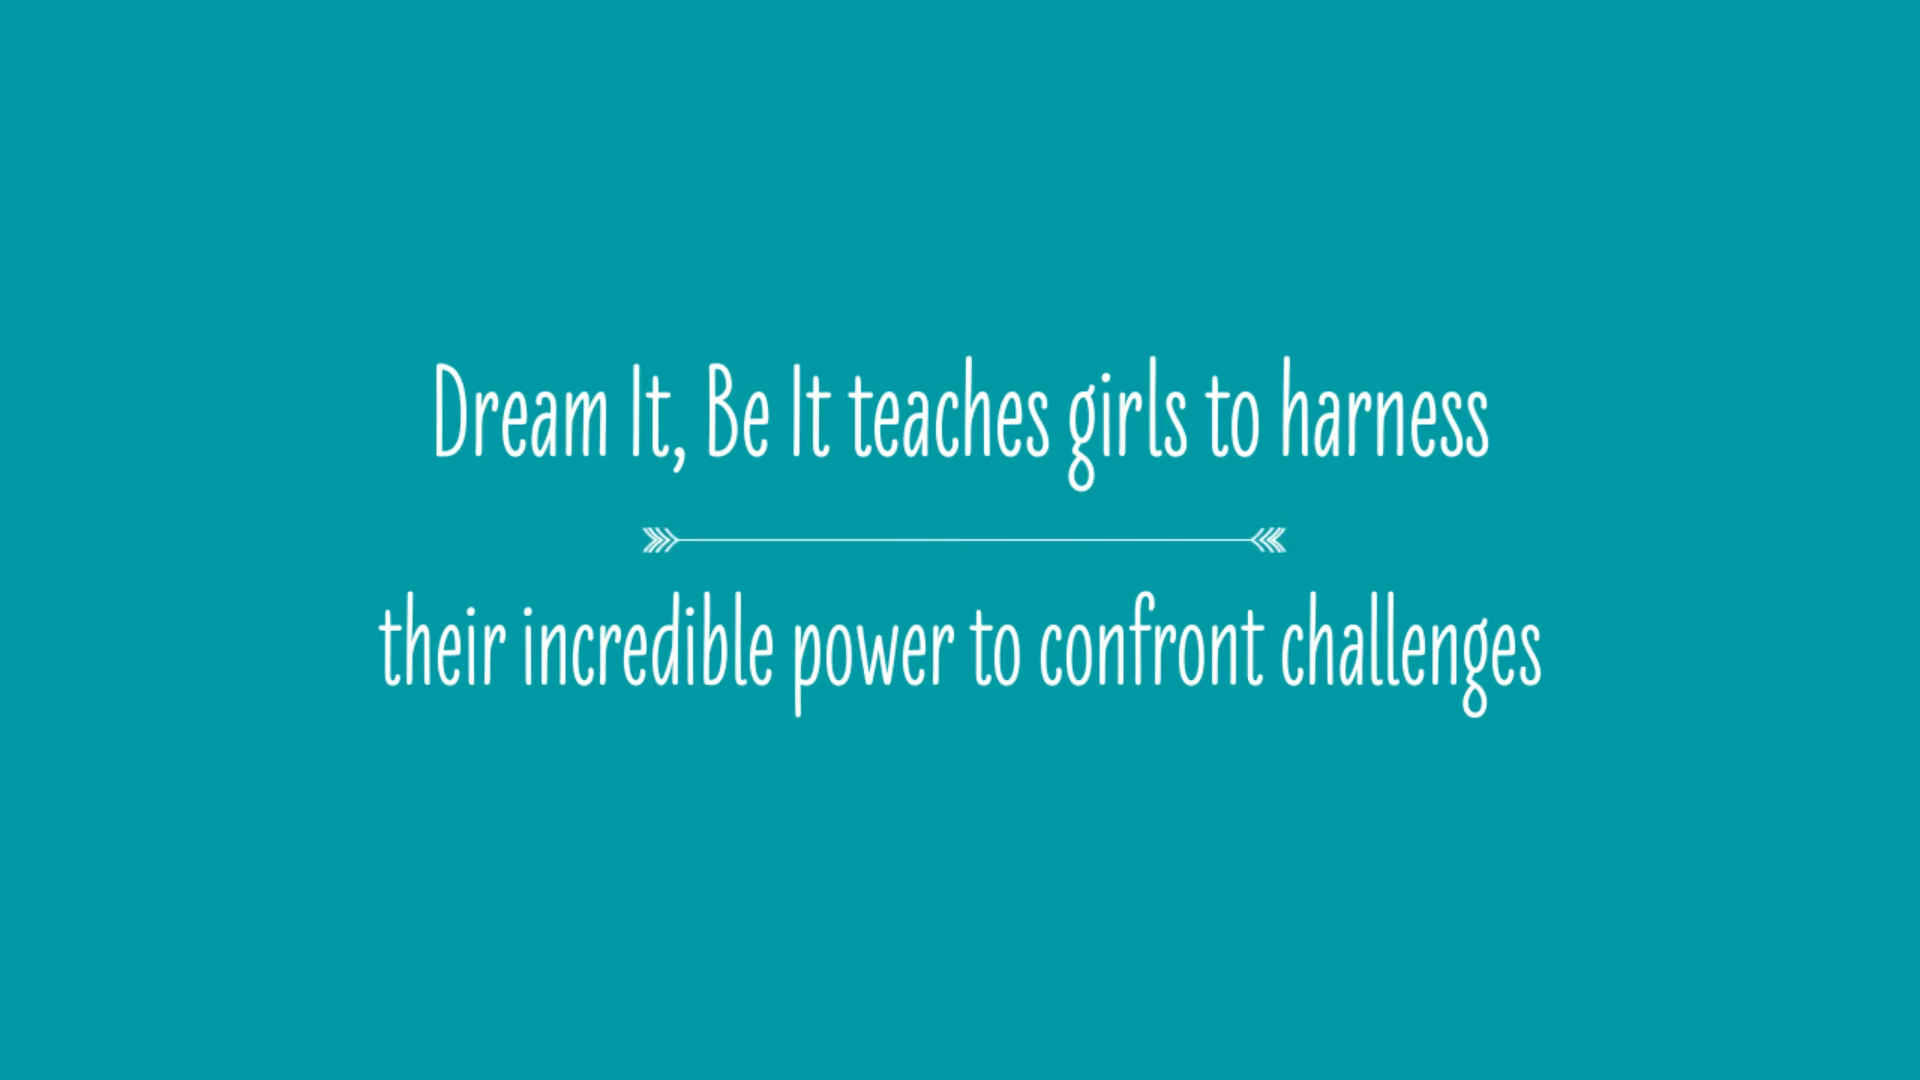 Dream It, Be It teaches girls to harness
their incredible power to confront challenges